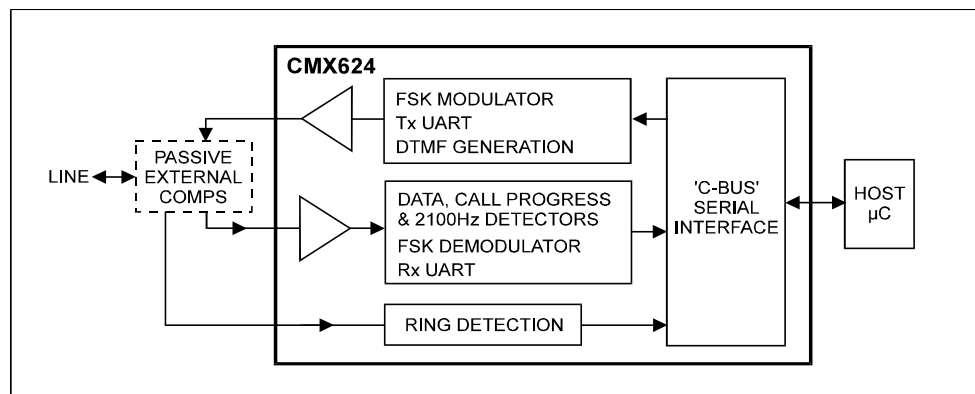 CMX624
FSK MODULATOR
Tx UART
DTMF GENERATION
PASSIVE
EXTERNAL
COMPS
LINE
DATA, CALL PROGRESS
& 2100Hz DETECTORS
FSK DEMODULATOR
Rx UART
RING DETECTION
'C-BUS'
SERIAL
INTERFACE
HOST
µC